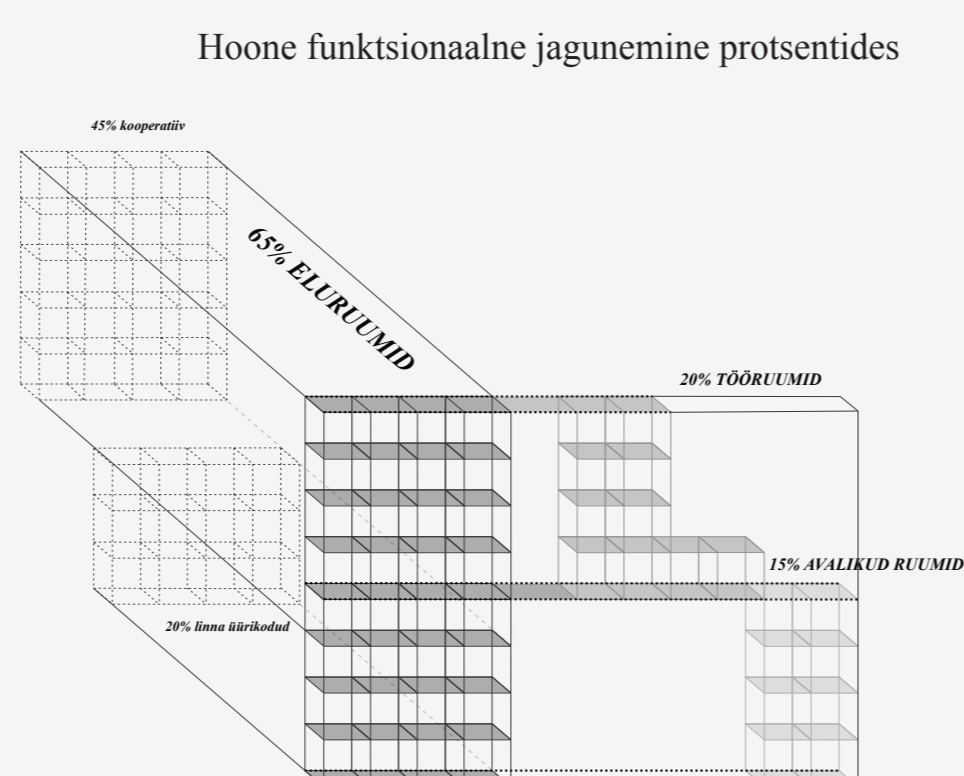 Hoone funktsionaalne jagunemine protsentides
45% kooperatiiv
65% ELURUUMID
20% TÖÖRUUMID
15% AVALIKUD RUUMID
20% linna üürikodud